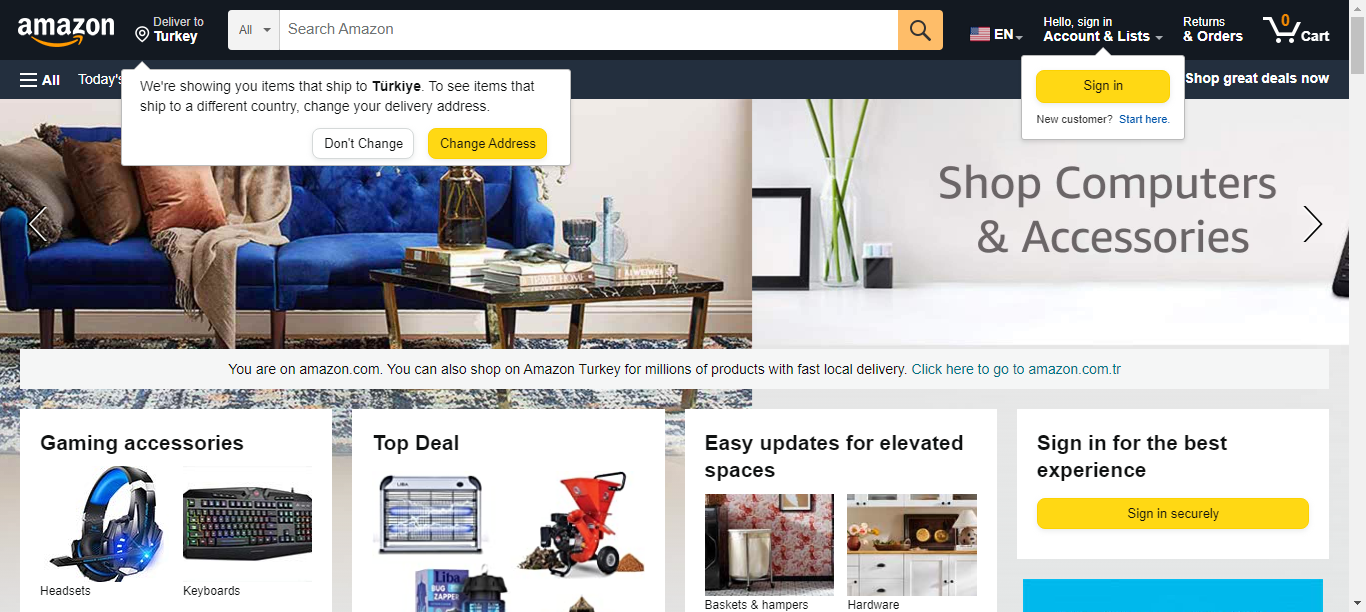 amazon
Deliver to
Turkey
All
Search Amazon
EN
Hello, sign in
Account & Lists
Returns
& Orders
0
Cart
All
Today's
Shop great deals now
We're showing you items that ship to Türkiye. To see items that
ship to a different country, change your delivery address.
Don't Change
Change Address
Sign in
New customer? Start here.
Shop Computers
& Accessories
TRAVEL HOME
AI WEIWEI
You are on amazon.com. You can also shop on Amazon Turkey for millions of products with fast local delivery. Click here to go to amazon.com.tr
Gaming accessories
Headsets
Keyboards
Top Deal
LIBA
Liba
BUG
ZAPPER
Easy updates for elevated
spaces
Baskets & hampers
Hardware
Sign in for the best
experience
Sign in securely